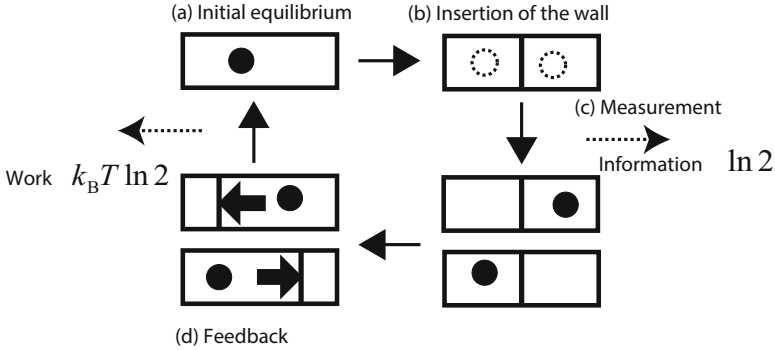 (a) Initial equilibrium
(b) Insertion of the wall
(c) Measurement
Work k_B T ln 2
Information ln 2
(d) Feedback